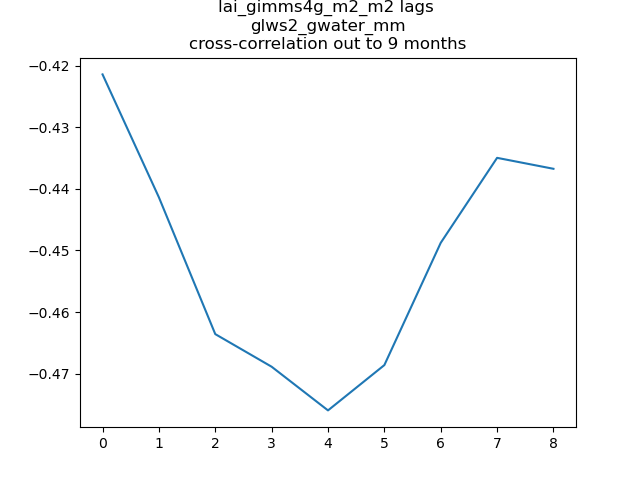 lai_gimms4g_m2_m2 lags
glws2_gwater_mm
cross-correlation out to 9 months
−0.42
−0.43
−0.44
−0.45
−0.46
−0.47
0 1 2 3 4 5 6 7 8